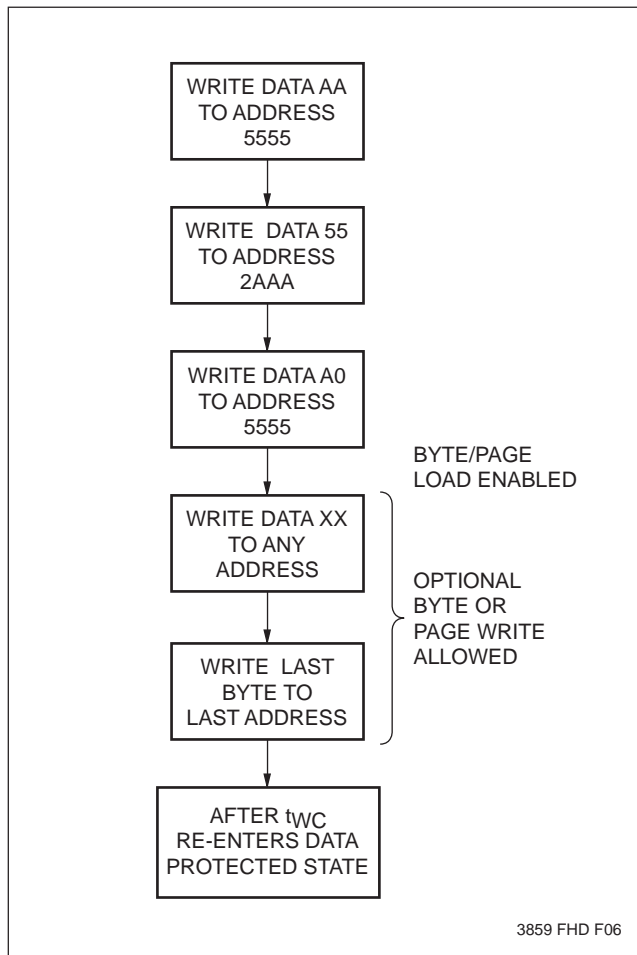 WRITE DATA AA
TO ADDRESS
5555
WRITE DATA 55
TO ADDRESS
2AAA
WRITE DATA A0
TO ADDRESS
5555
BYTE/PAGE
LOAD ENABLED
WRITE DATA XX
TO ANY
ADDRESS
OPTIONAL
BYTE OR
PAGE WRITE
ALLOWED
WRITE LAST
BYTE TO
LAST ADDRESS
AFTER tWC
RE-ENTERS DATA
PROTECTED STATE
3859 FHD F06